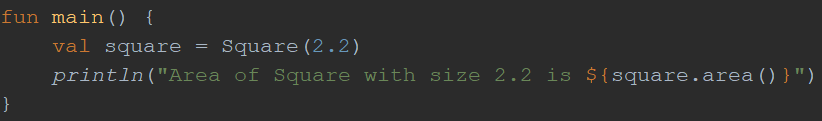 fun main() {
    val square = Square(2.2)
    println("Area of Square with size 2.2 is ${square.area()}")
}